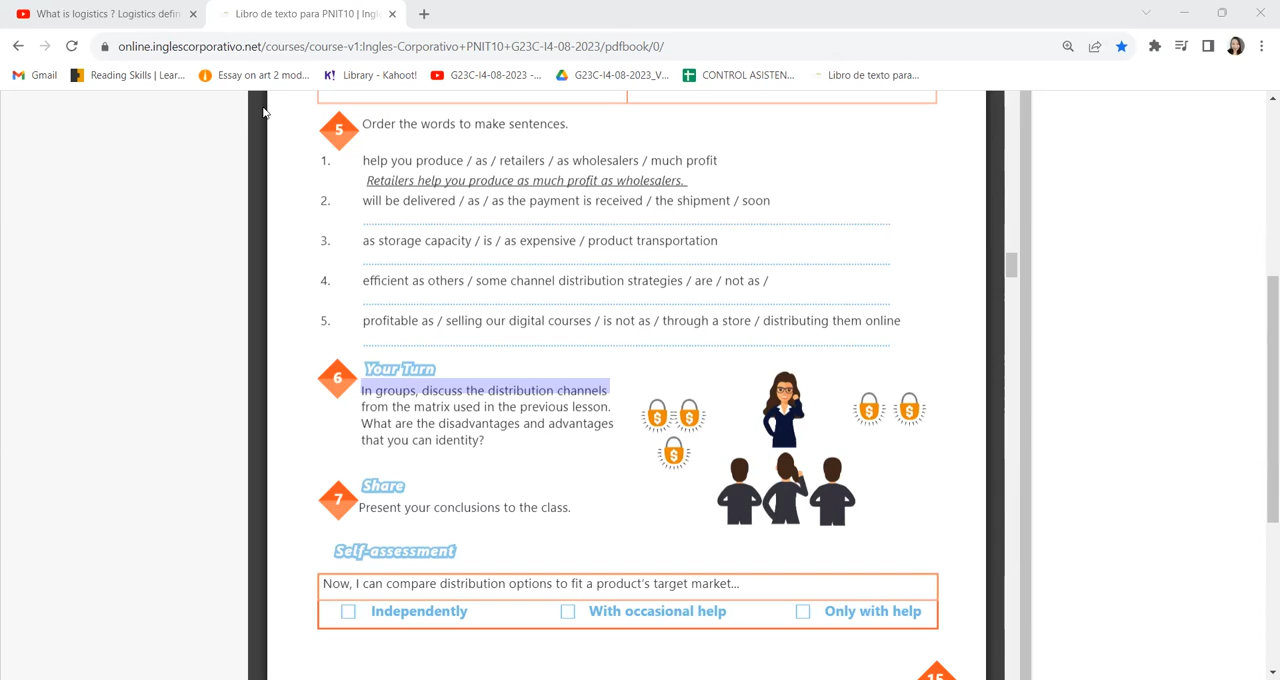 What is logistics ? Logistics defin
Libro de texto para PNIT10 | Ingl
online.inglescorporativo.net/courses/course-v1:Ingles-Corporativo+PNIT10+G23C-I4-08-2023/pdfbook/0/
Gmail
Reading Skills | Lear...
Essay on art 2 mod...
Library - Kahoot!
G23C-I4-08-2023 -...
G23C-I4-08-2023_V...
CONTROL ASISTEN...
Libro de texto para...
5 Order the words to make sentences.
1. help you produce / as / retailers / as wholesalers / much profit
Retailers help you produce as much profit as wholesalers.
2. will be delivered / as / as the payment is received / the shipment / soon
3. as storage capacity / is / as expensive / product transportation
4. efficient as others / some channel distribution strategies / are / not as /
5. profitable as / selling our digital courses / is not as / through a store / distributing them online
6 Your Turn
In groups, discuss the distribution channels
from the matrix used in the previous lesson.
What are the disadvantages and advantages
that you can identity?
7 Share
Present your conclusions to the class.
Self-assessment
Now, I can compare distribution options to fit a product's target market...
Independently
With occasional help
Only with help
15